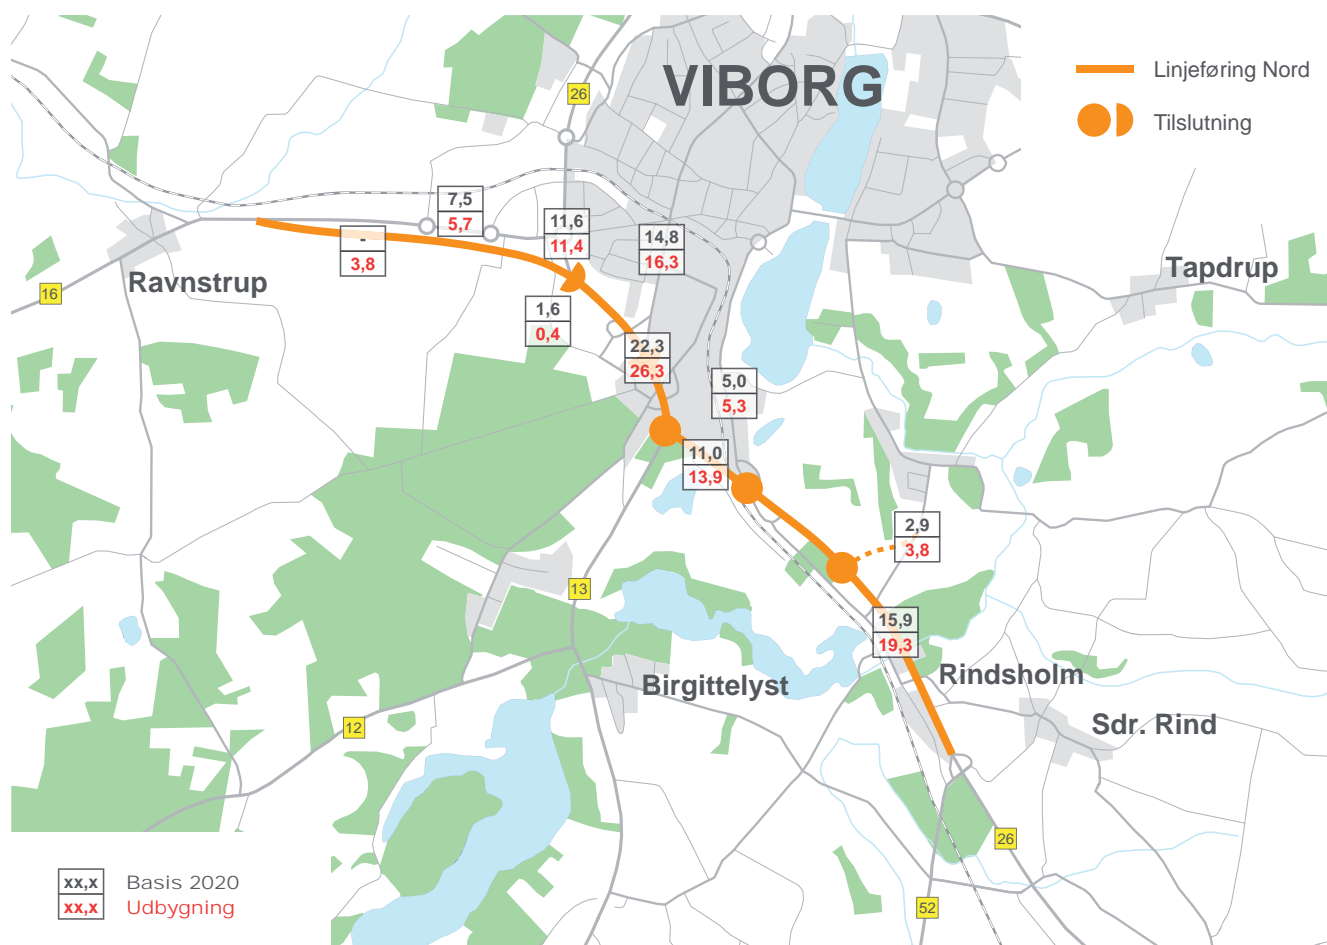 VIBORG
Linjeføring Nord
Tilslutning
26
7,5
5,7
11,6
11,4
14,8
16,3
-
3,8
Ravnstrup
Tapdrup
16
1,6
0,4
22,3
26,3
5,0
5,3
11,0
13,9
2,9
3,8
13
15,9
19,3
Birgittelyst
Rindsholm
Sdr. Rind
12
26
xx,x
Basis 2020
xx,x
Udbygning
52